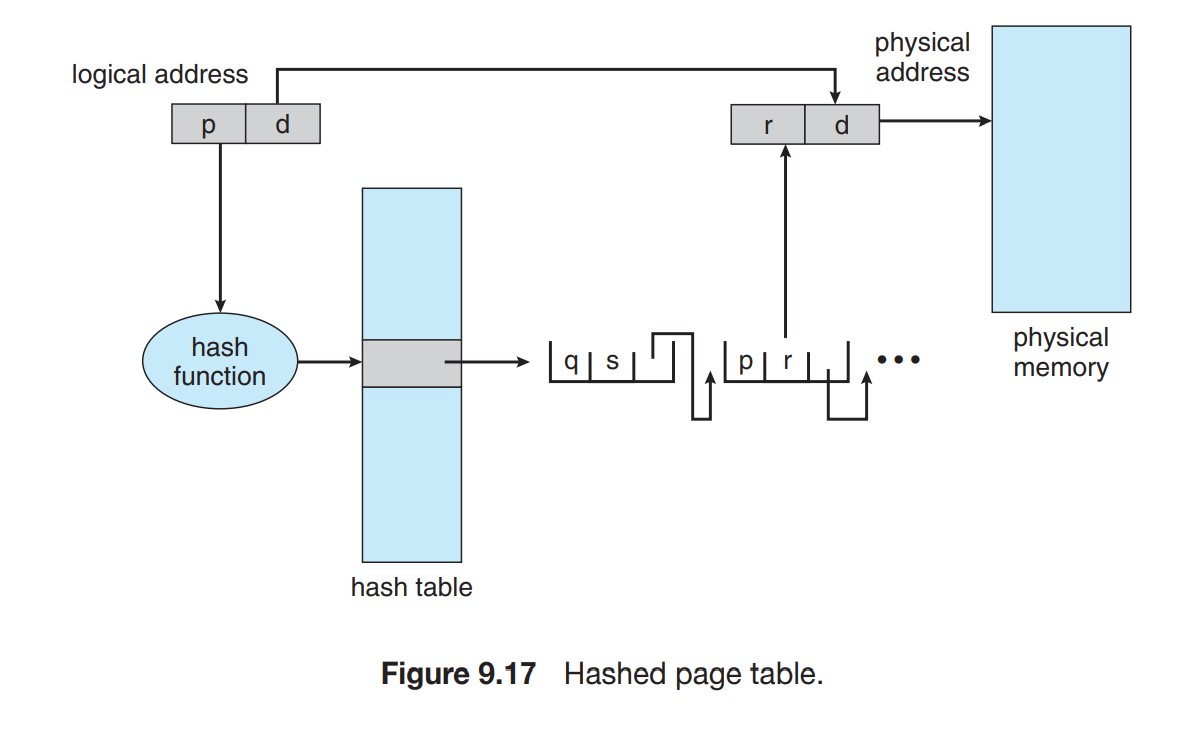 logical address
p d
physical
address
r d
hash
function
q s
p r •••
physical
memory
hash table
Figure 9.17 Hashed page table.